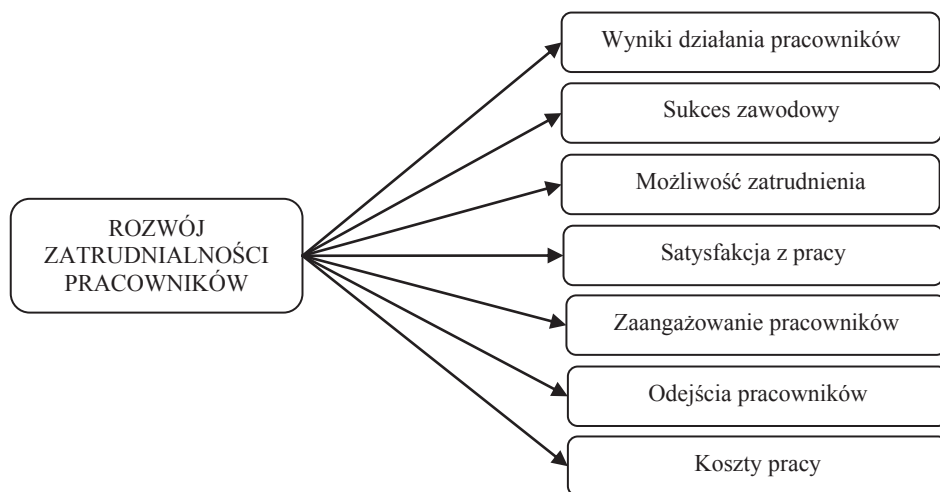 Wyniki działania pracowników
Sukces zawodowy
Możliwość zatrudnienia
ROZWÓJ
ZATRUDNIALNOŚCI
PRACOWNIKÓW
Satysfakcja z pracy
Zaangażowanie pracowników
Odejścia pracowników
Koszty pracy